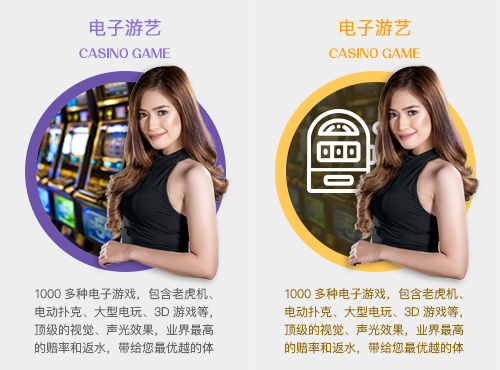 电子游艺
CASINO GAME
1000 多种电子游戏，包含老虎机、
电动扑克、大型电玩、3D 游戏等，
顶级的视觉、声光效果，业界最高
的赔率和返水，带给您最优越的体
电子游艺
CASINO GAME
1000 多种电子游戏，包含老虎机、
电动扑克、大型电玩、3D 游戏等，
顶级的视觉、声光效果，业界最高
的赔率和返水，带给您最优越的体